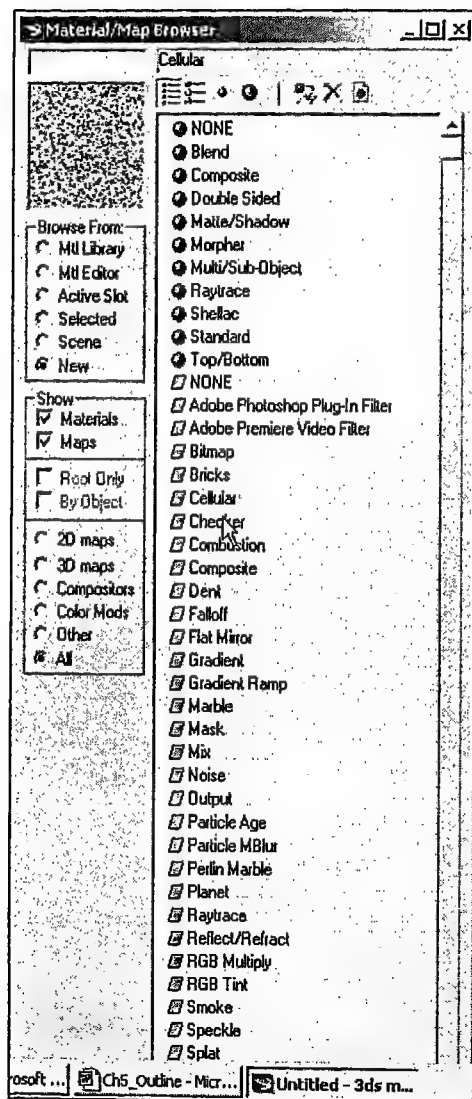 Material/Map Browser
Cellular
Browse From:
Mtl Library
Mtl Editor
Active Slot
Selected
Scene
New
Show
Materials
Maps
Root Only
By Object
2D maps
3D maps
Compositors
Color Mods
Other
All
NONE
Blend
Composite
Double Sided
Matte/Shadow
Morpher
Multi/Sub-Object
Raytrace
Shellac
Standard
Top/Bottom
NONE
Adobe Photoshop Plug-In Filter
Adobe Premiere Video Filter
Bitmap
Bricks
Cellular
Checker
Combustion
Composite
Dent
Falloff
Flat Mirror
Gradient
Gradient Ramp
Marble
Mask
Mix
Noise
Output
Particle Age
Particle MBlur
Perlin Marble
Planet
Raytrace
Reflect/Refract
RGB Multiply
RGB Tint
Smoke
Speckle
Splat
rosoft ... Ch5_Outline - Micr... Untitled - 3ds m...